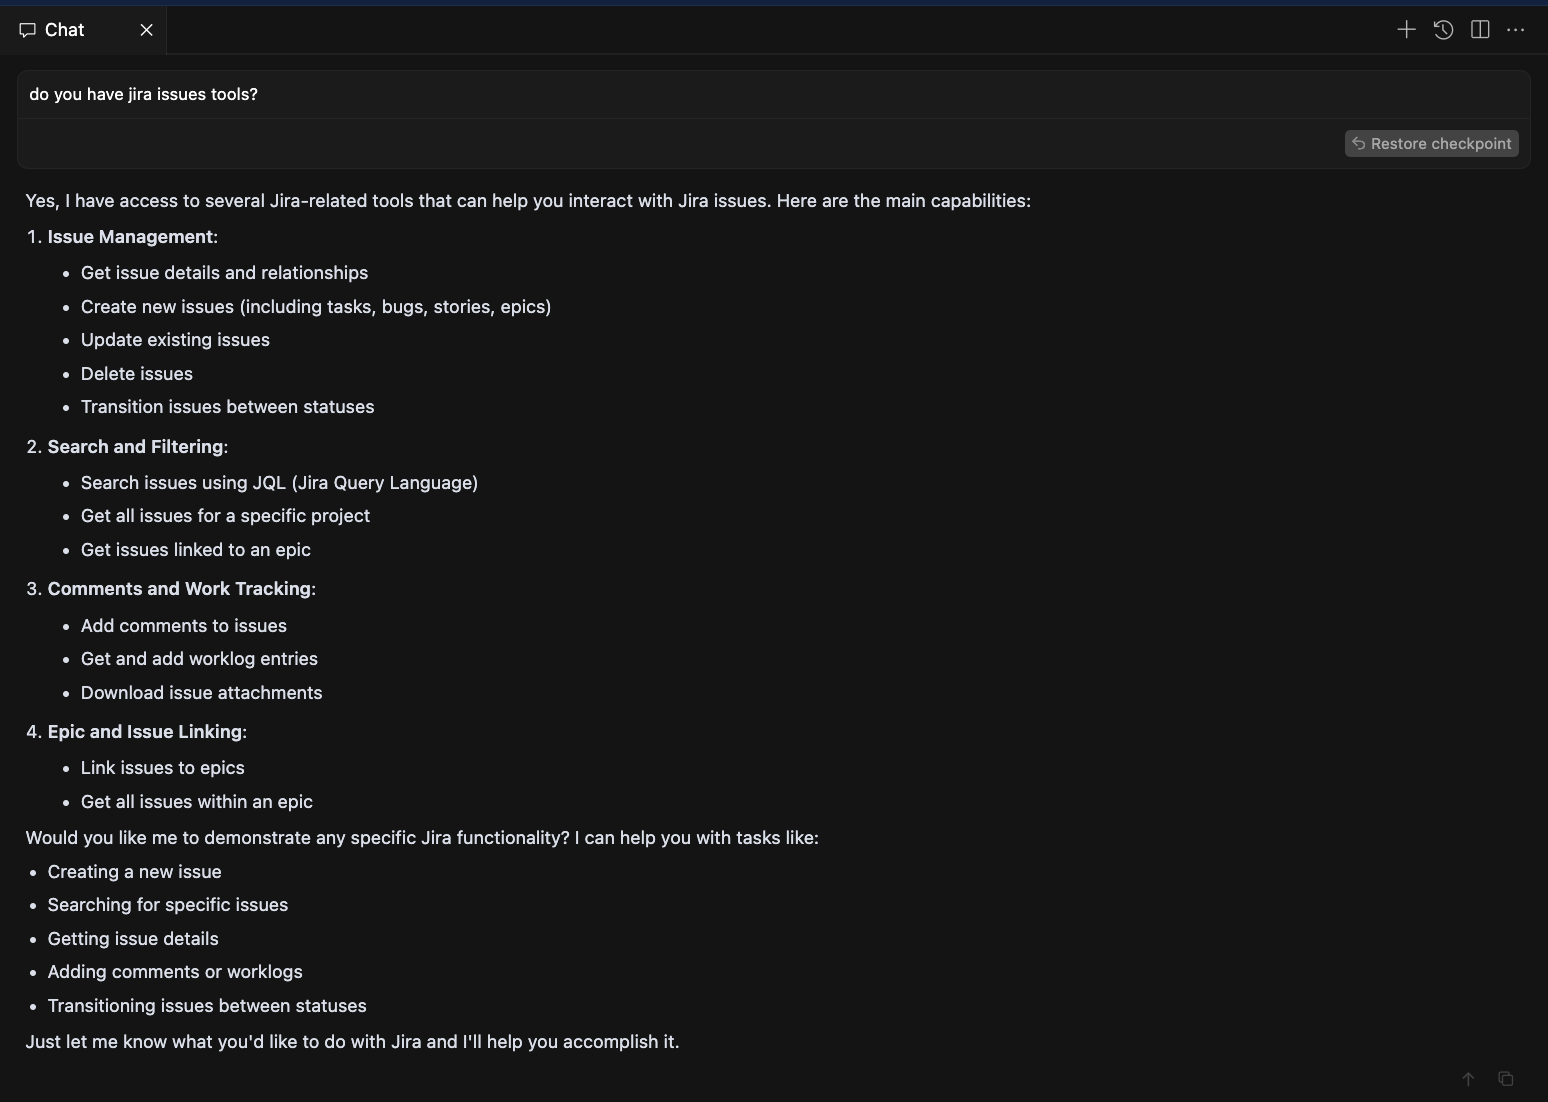 Chat
do you have jira issues tools?
Restore checkpoint
Yes, I have access to several Jira-related tools that can help you interact with Jira issues. Here are the main capabilities:
1. Issue Management:
• Get issue details and relationships
• Create new issues (including tasks, bugs, stories, epics)
• Update existing issues
• Delete issues
• Transition issues between statuses
2. Search and Filtering:
• Search issues using JQL (Jira Query Language)
• Get all issues for a specific project
• Get issues linked to an epic
3. Comments and Work Tracking:
• Add comments to issues
• Get and add worklog entries
• Download issue attachments
4. Epic and Issue Linking:
• Link issues to epics
• Get all issues within an epic
Would you like me to demonstrate any specific Jira functionality? I can help you with tasks like:
• Creating a new issue
• Searching for specific issues
• Getting issue details
• Adding comments or worklogs
• Transitioning issues between statuses
Just let me know what you'd like to do with Jira and I'll help you accomplish it.